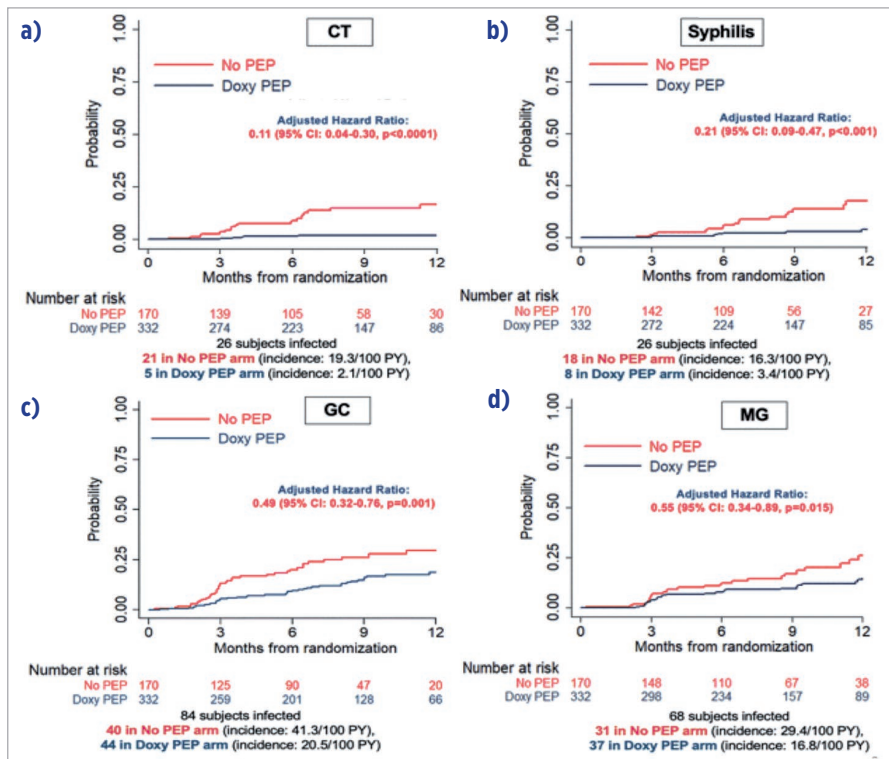 a)
CT
1.00
No PEP
Doxy PEP
0.75
Adjusted Hazard Ratio:
0.11 (95% CI: 0.04-0.30, p<0.0001)
0.50
Probability
0.25
0.00
0 3 6 9 12
Months from randomization
Number at risk
No PEP 170 139 105 58 30
Doxy PEP 332 274 223 147 86
26 subjects infected
21 in No PEP arm (incidence: 19.3/100 PY),
5 in Doxy PEP arm (incidence: 2.1/100 PY)
b)
Syphilis
1.00
No PEP
Doxy PEP
0.75
Adjusted Hazard Ratio:
0.21 (95% CI: 0.09-0.47, p<0.001)
0.50
Probability
0.25
0.00
0 3 6 9 12
Months from randomization
Number at risk
No PEP 170 142 109 56 27
Doxy PEP 332 272 224 147 85
26 subjects infected
18 in No PEP arm (incidence: 16.3/100 PY),
8 in Doxy PEP arm (incidence: 3.4/100 PY)
c)
GC
1.00
No PEP
Doxy PEP
0.75
Adjusted Hazard Ratio:
0.49 (95% CI: 0.32-0.76, p=0.001)
0.50
Probability
0.25
0.00
0 3 6 9 12
Months from randomization
Number at risk
No PEP 170 125 90 47 20
Doxy PEP 332 259 201 128 66
84 subjects infected
40 in No PEP arm (incidence: 41.3/100 PY),
44 in Doxy PEP arm (incidence: 20.5/100 PY)
d)
MG
1.00
No PEP
Doxy PEP
0.75
Adjusted Hazard Ratio:
0.55 (95% CI: 0.34-0.89, p=0.015)
0.50
Probability
0.25
0.00
0 3 6 9 12
Months from randomization
Number at risk
No PEP 170 148 110 67 38
Doxy PEP 332 298 234 157 89
68 subjects infected
31 in No PEP arm (incidence: 29.4/100 PY),
37 in Doxy PEP arm (incidence: 16.8/100 PY)